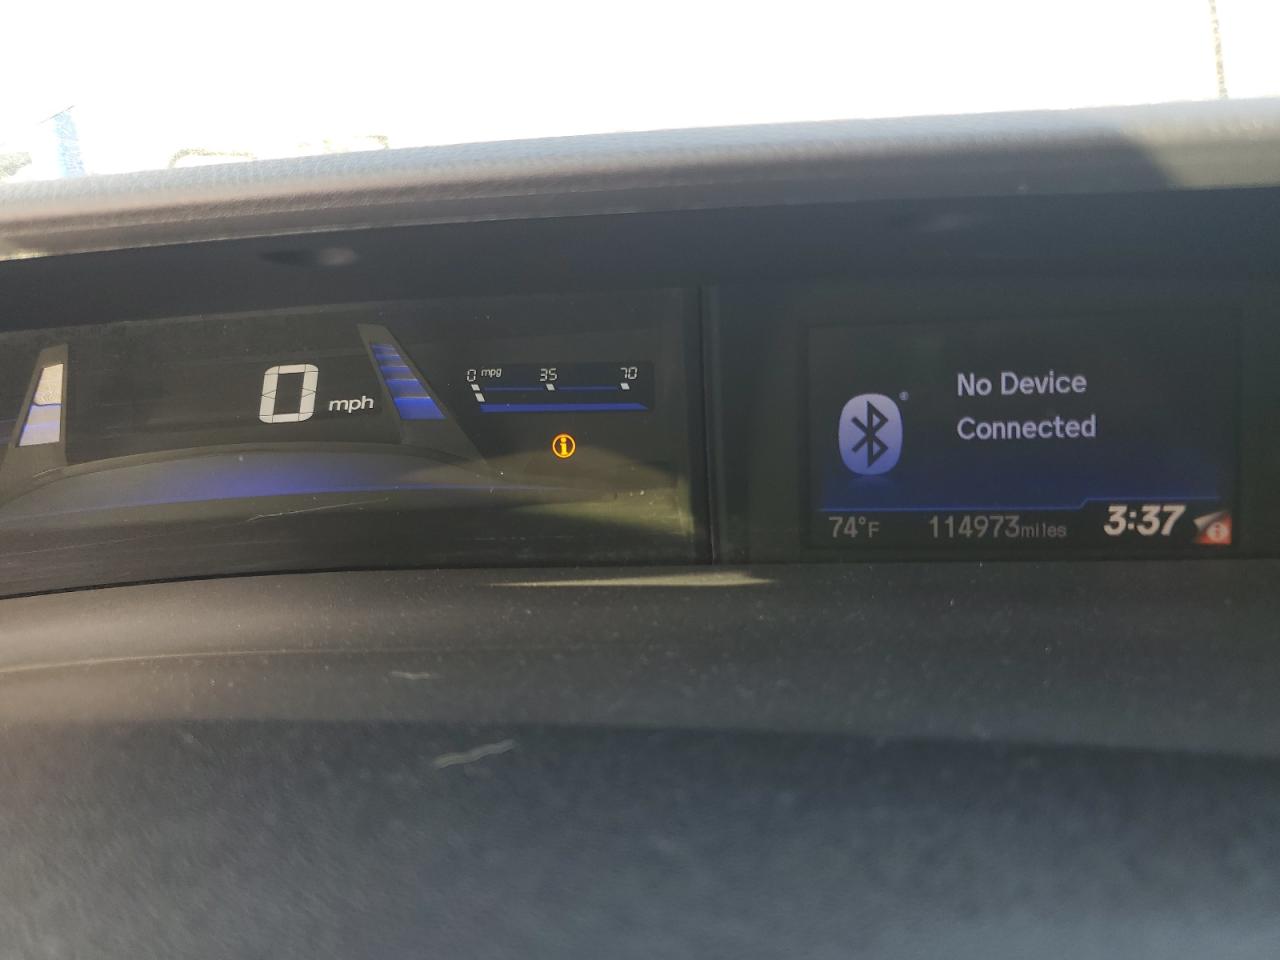 0 mph
0 mpg 35 70
i
®
No Device
Connected
74°F 114973miles 3:37 i